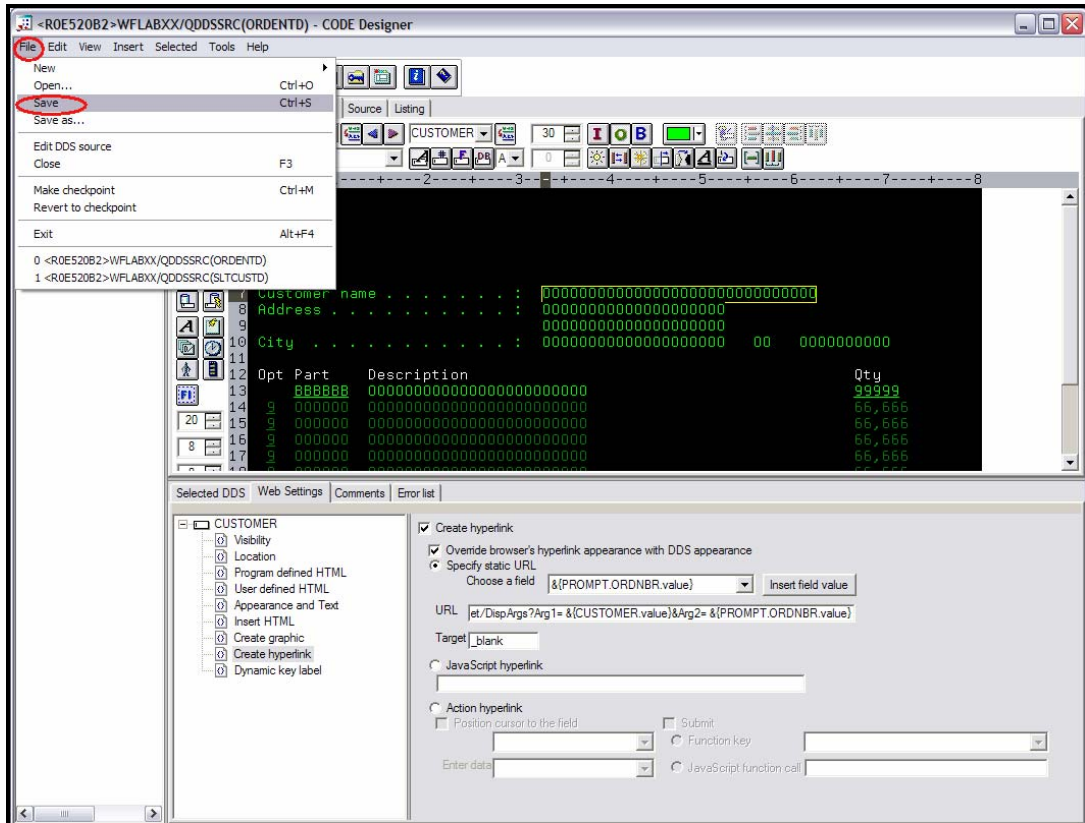 <R0E520B2>WFLABXX/QDDSSRC(ORDENTD) - CODE Designer
File Edit View Insert Selected Tools Help
New
Open... Ctrl+O
Save Ctrl+S
Save as...
Edit DDS source
Close F3
Make checkpoint Ctrl+M
Revert to checkpoint
Exit Alt+F4
0 <R0E520B2>WFLABXX/QDDSSRC(ORDENTD)
1 <R0E520B2>WFLABXX/QDDSSRC(SLTCUSTD)
Source Listing
CUSTOMER 30 I O B
A 0
----+----2----+----3-- -+----4----+----5----+----6----+----7----+----8
7 Customer name . . . . . . . : OOOOOOOOOOOOOOOOOOOOOOOOOOOOOO
8 Address . . . . . . . . . . : OOOOOOOOOOOOOOOOOOOO
9 OOOOOOOOOOOOOOOOOOOO
10 City . . . . . . . . . . . : OOOOOOOOOOOOOOOOOOOO OO OOOOOOOOOO
11
12 Opt Part Description Qty
13 BBBBBB OOOOOOOOOOOOOOOOOOOOOOOO 99999
14 9 OOOOOO OOOOOOOOOOOOOOOOOOOOOOOO 66,666
15 9 OOOOOO OOOOOOOOOOOOOOOOOOOOOOOO 66,666
16 9 OOOOOO OOOOOOOOOOOOOOOOOOOOOOOO 66,666
17 9 OOOOOO OOOOOOOOOOOOOOOOOOOOOOOO 66,666
20
8
Selected DDS Web Settings Comments Error list
CUSTOMER
Visibility
Location
Program defined HTML
User defined HTML
Appearance and Text
Insert HTML
Create graphic
Create hyperlink
Dynamic key label
Create hyperlink
Override browser's hyperlink appearance with DDS appearance
Specify static URL
Choose a field &{PROMPT.ORDNBR.value} Insert field value
URL et/DispArgs?Arg1= &{CUSTOMER.value}&Arg2= &{PROMPT.ORDNBR.value}
Target _blank
JavaScript hyperlink
Action hyperlink
Position cursor to the field Submit
Function key
Enter data JavaScript function call